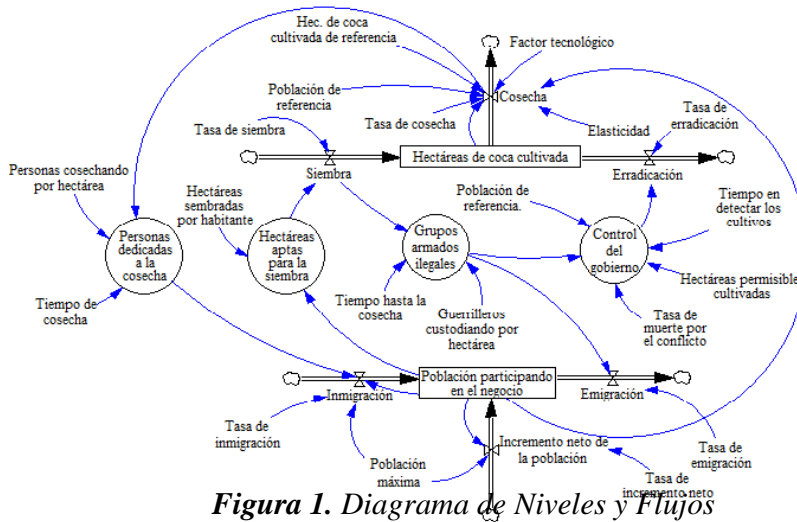 Hec. de coca
cultivada de referencia
Factor tecnológico
Población de
referencia
Cosecha
Tasa de
erradicación
Tasa de siembra
Tasa de cosecha
Elasticidad
Hectáreas de coca cultivada
Siembra
Erradicación
Personas cosechando
por hectárea
Hectáreas
sembradas
por habitante
Población de
referencia.
Tiempo en
detectar los
cultivos
Personas
dedicadas
a la
cosecha
Hectáreas
aptas
para la
siembra
Grupos
armados
ilegales
Control
del
gobierno
Hectáreas permisible
cultivadas
Tiempo de
cosecha
Tiempo hasta la
cosecha
Guerrilleros
custodiando por
hectárea
Tasa de
muerte por
el conflicto
Población participando
en el negocio
Inmigración
Emigración
Tasa de
inmigración
Población
máxima
Incremento neto de
la población
Tasa de
emigración
Tasa de
incremento neto
Figura 1. Diagrama de Niveles y Flujos